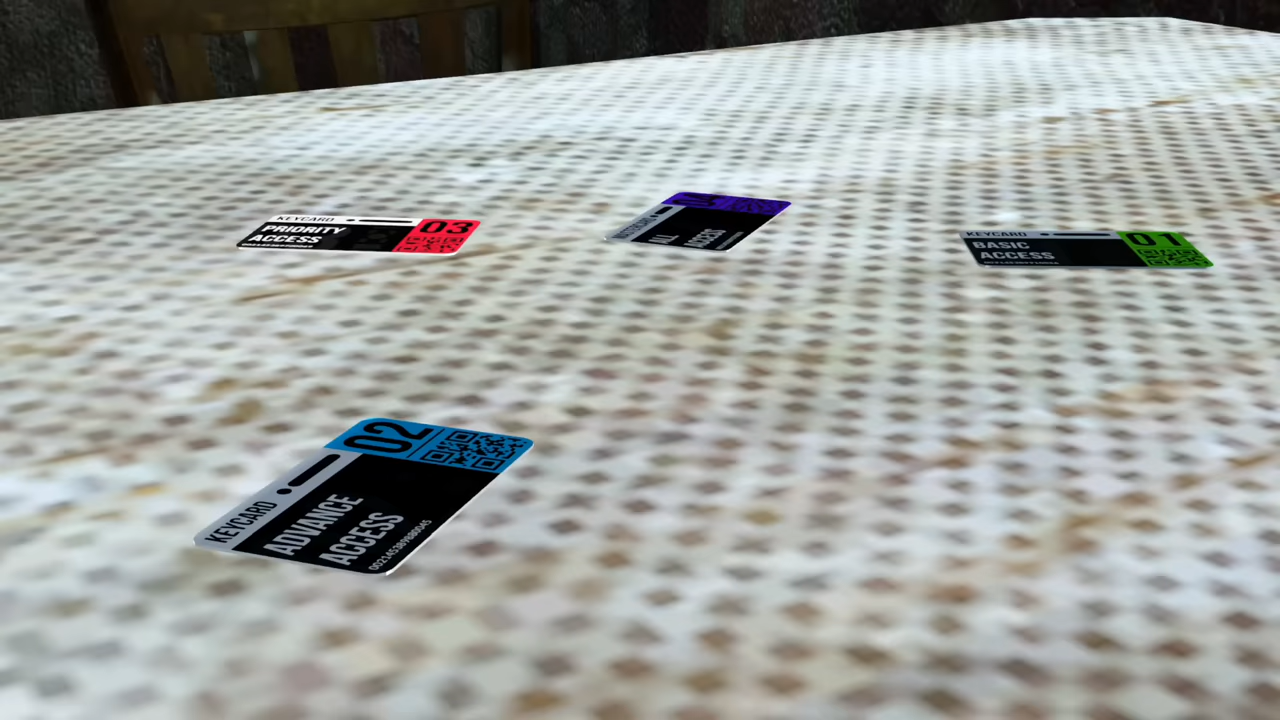 KEYCARD
PRIORITY
ACCESS
03
ALL
ACCESS
KEYCARD
BASIC
ACCESS
01
KEYCARD
02
ADVANCE
ACCESS